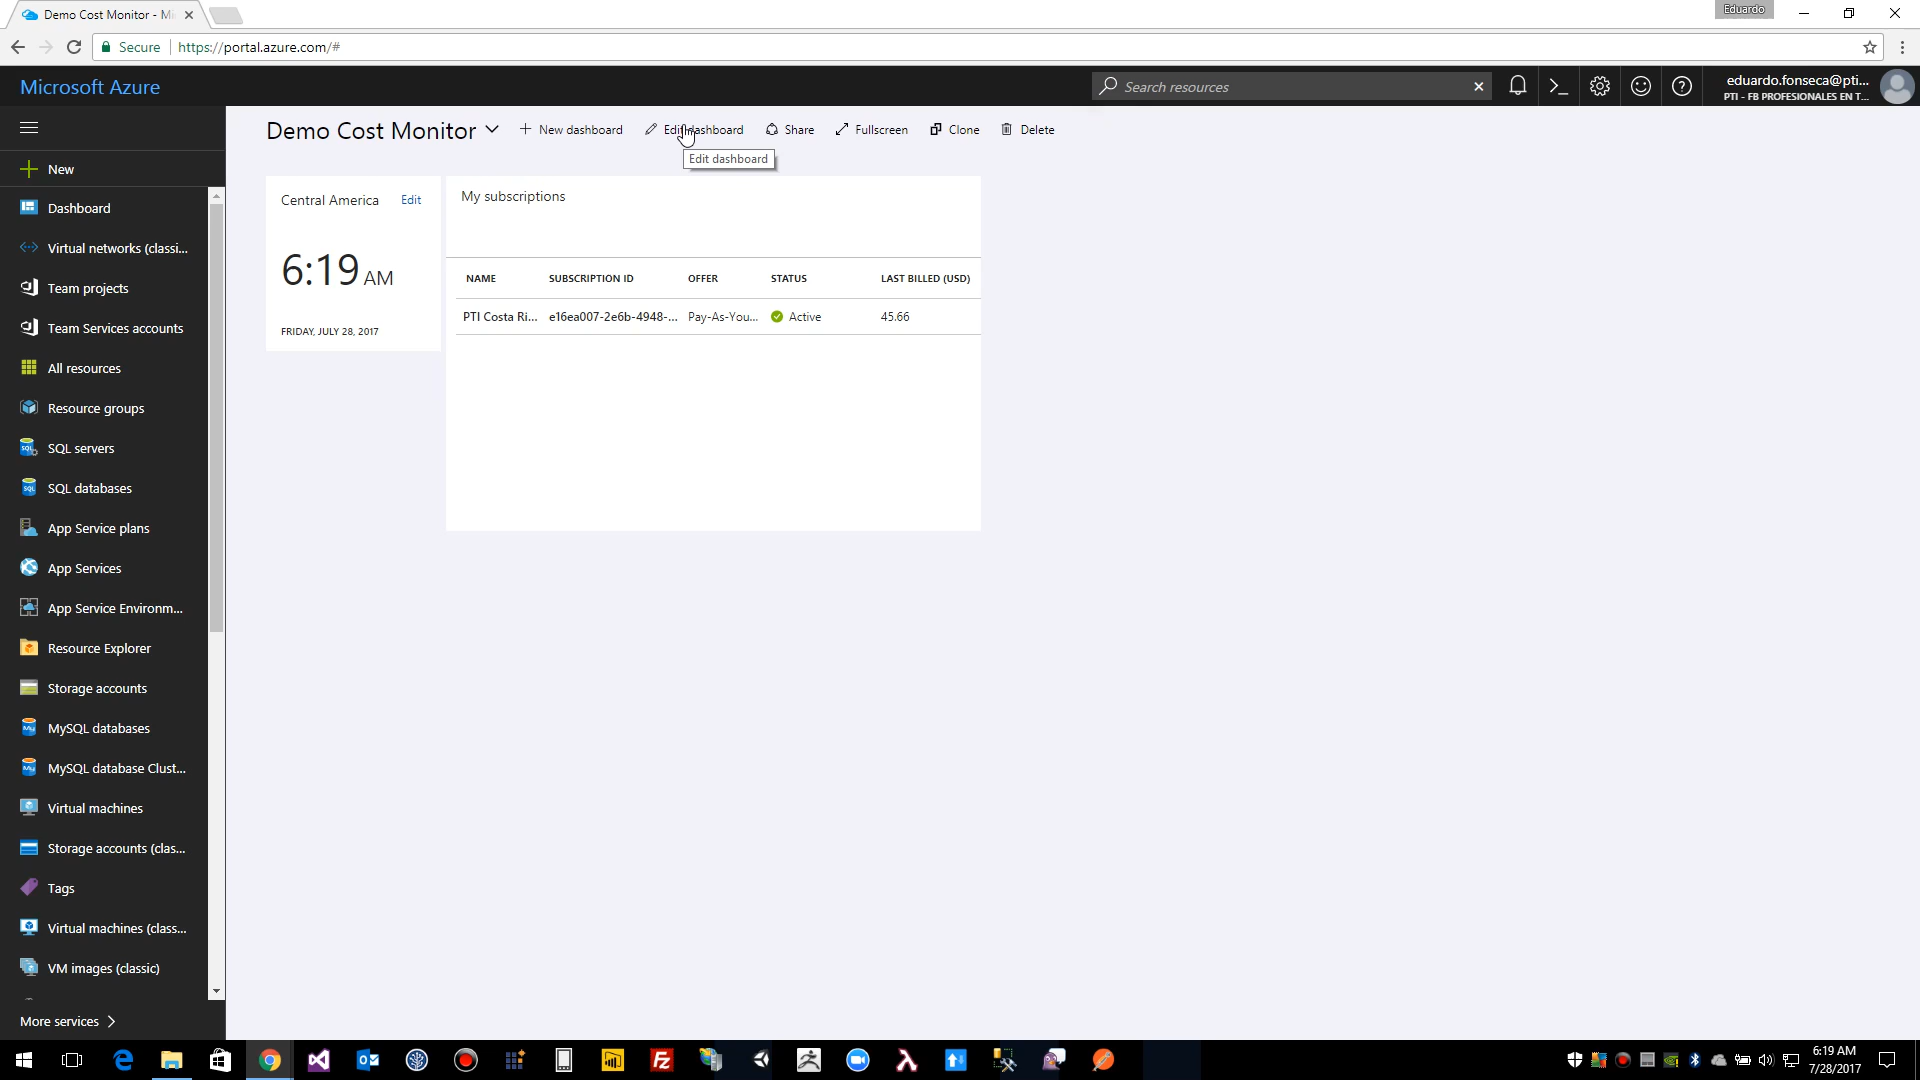 Demo Cost Monitor - Mi
Eduardo
Secure
https://portal.azure.com/#
Microsoft Azure
Search resources
eduardo.fonseca@pti...
PTI - FB PROFESIONALES EN T...
Demo Cost Monitor
New dashboard
Edit dashboard
Share
Fullscreen
Clone
Delete
Edit dashboard
New
Dashboard
Virtual networks (classi...
Team projects
Team Services accounts
All resources
Resource groups
SQL servers
SQL databases
App Service plans
App Services
App Service Environm...
Resource Explorer
Storage accounts
MySQL databases
MySQL database Clust...
Virtual machines
Storage accounts (clas...
Tags
Virtual machines (class...
VM images (classic)
More services
Central America
Edit
6:19 AM
FRIDAY, JULY 28, 2017
My subscriptions
NAME SUBSCRIPTION ID OFFER STATUS LAST BILLED (USD)
PTI Costa Ri... e16ea007-2e6b-4948-... Pay-As-You... Active 45.66
6:19 AM
7/28/2017